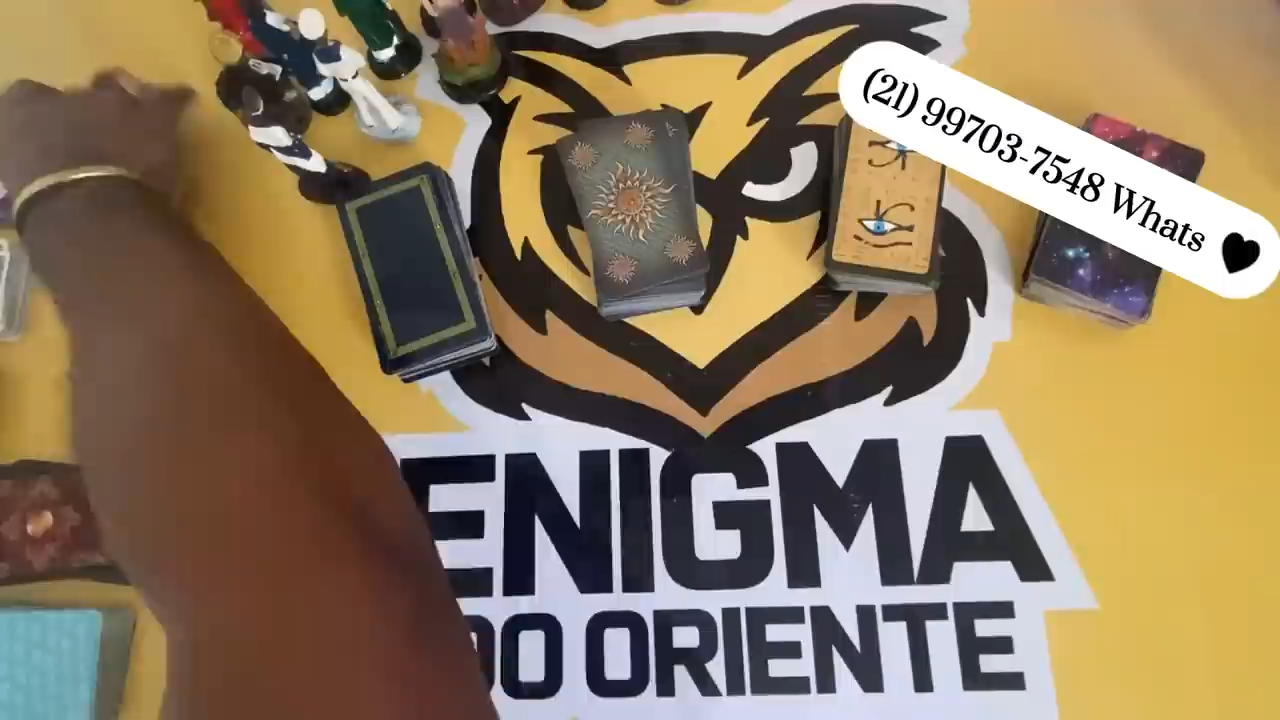 (21) 99703-7548 Whats 🖤
ENIGMA
DO ORIENTE